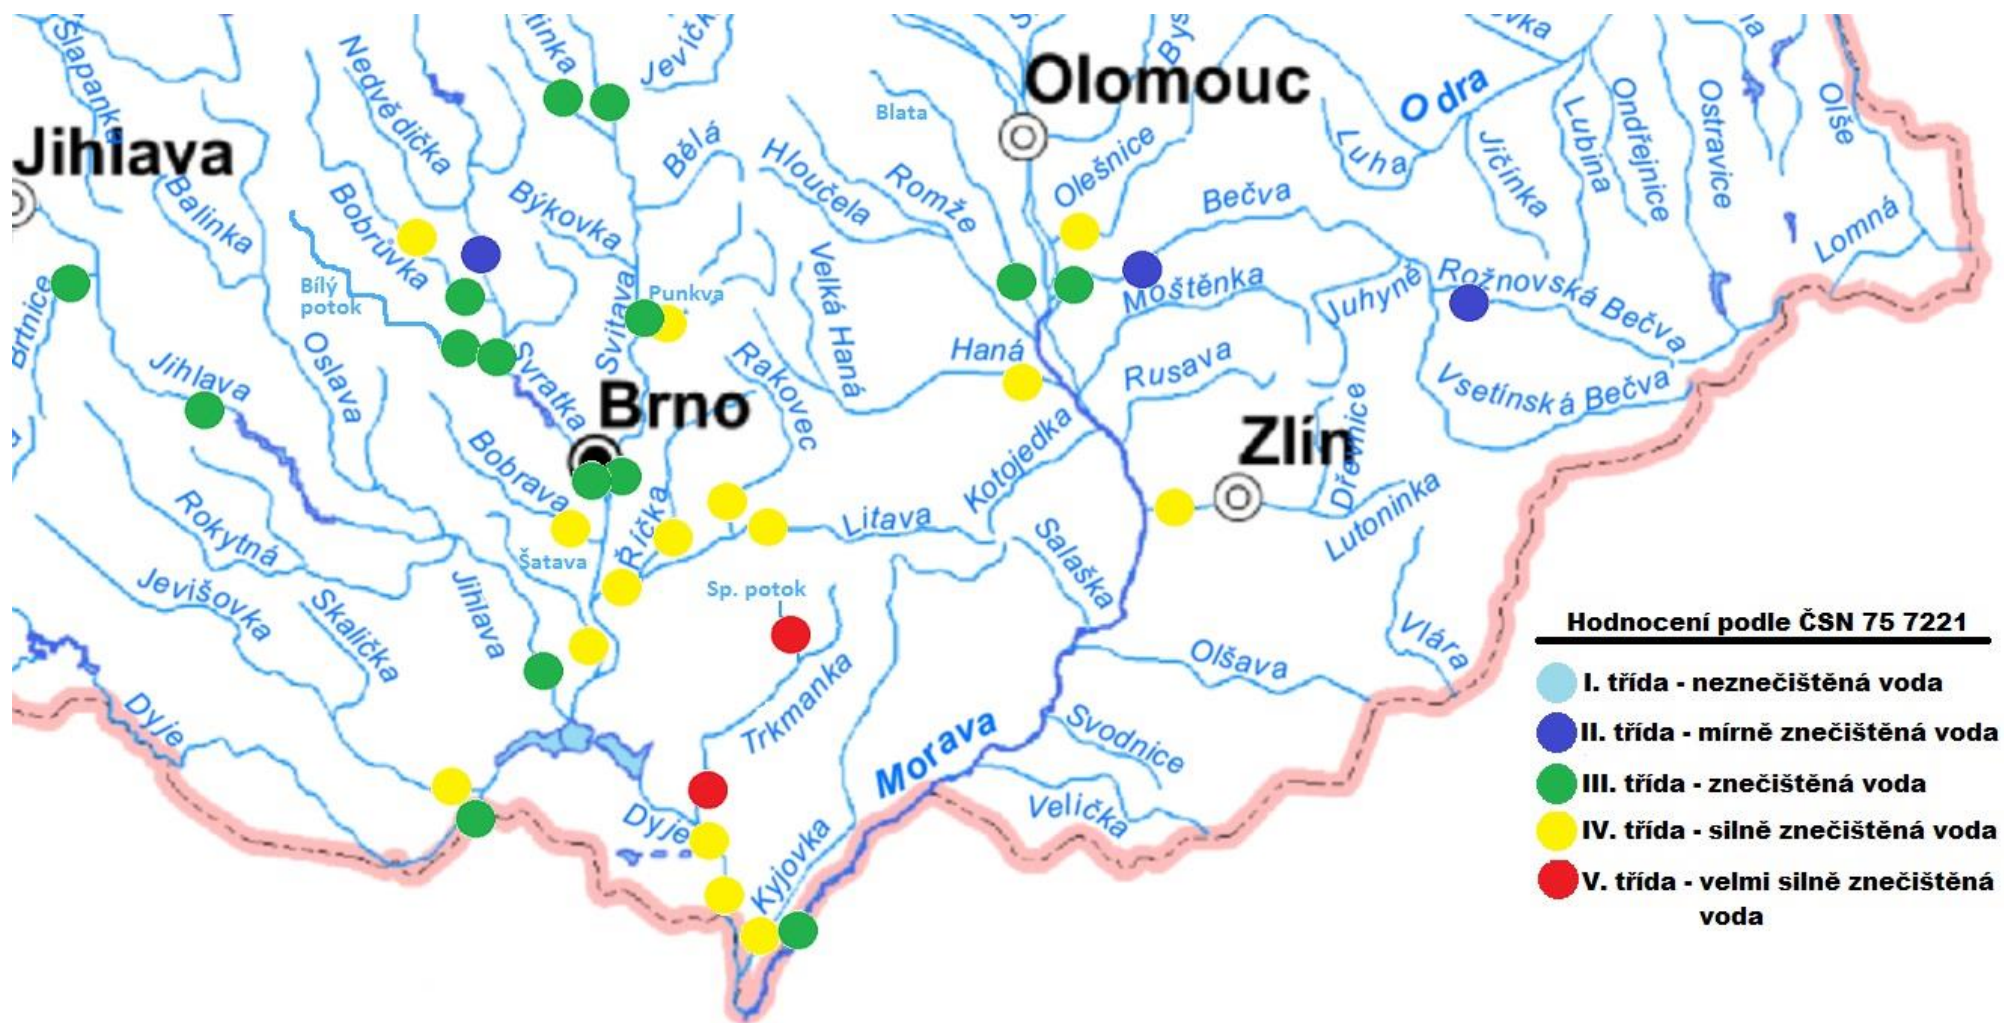 Šlapanka
Nedvědička
tinka
Jevíčk
Bys
Olomouc
Odra
Olše
Blata
Jihlava
Balinka
Bobrůvka
Býkovka
Bělá
Hloučela
Romže
Olešnice
Bečva
Luha
Jičínka
Lubina
Ondřejnice
Ostravice
Lomná
Bílý
potok
Brtnice
Oslava
Svitava
Punkva
Velká Haná
Moštěnka
Juhyně
Rožnovská Bečva
Jihlava
Svratka
Brno
Rakovec
Haná
Rusava
Vsetínská Bečva
Zlín
Dřevnice
Bobrava
Říčka
Litava
Kotojedka
Lutoninka
Rokytná
Šatava
Salaška
Jevišovka
Skalička
Jihlava
Sp. potok
Vlára
Olšava
Dyje
Trkmanka
Morava
Svodnice
Dyje
Kyjovka
Velička
Hodnocení podle ČSN 75 7221
I. třída - neznečištěná voda
II. třída - mírně znečištěná voda
III. třída - znečištěná voda
IV. třída - silně znečištěná voda
V. třída - velmi silně znečištěná
voda